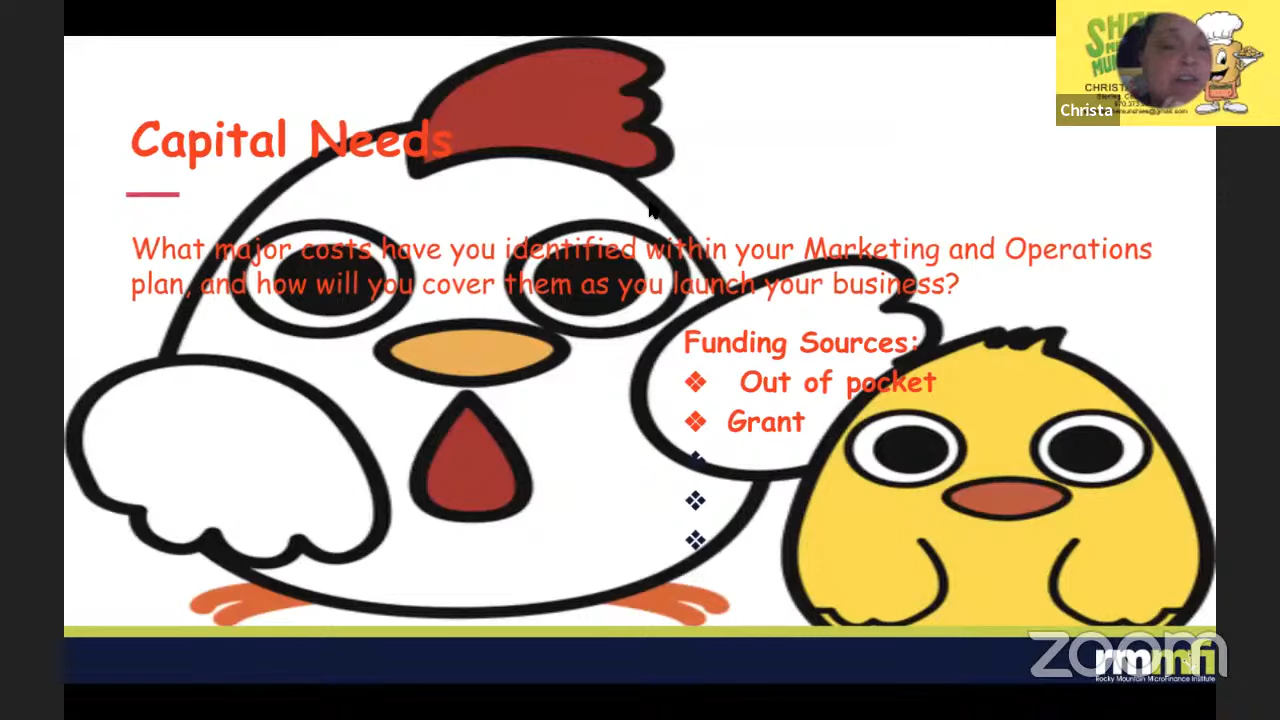 Capital Needs
What major costs have you identified within your Marketing and Operations
plan, and how will you cover them as you launch your business?
Funding Sources:
❖ Out of pocket
❖ Grant
❖
❖
❖
CHRISTA
Christa
zoom
rmmfi
Rocky Mountain MicroFinance Institute